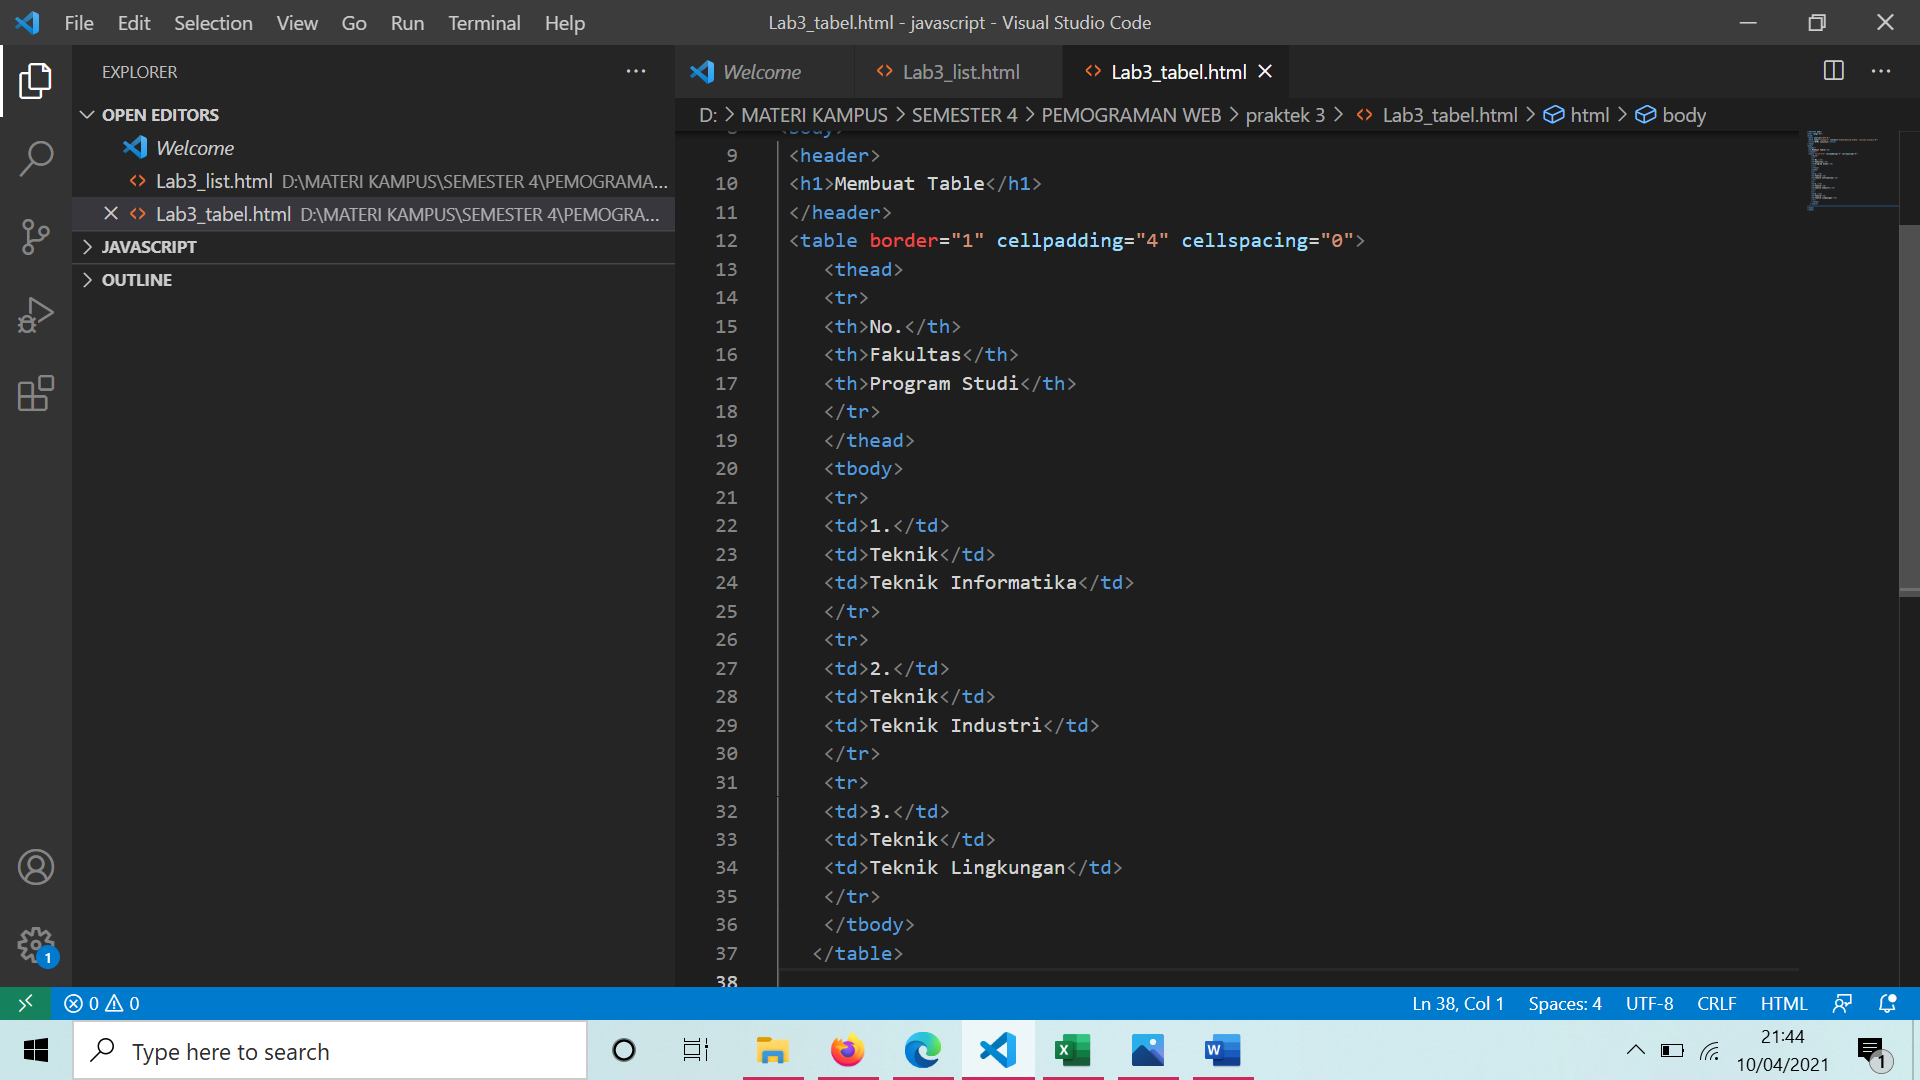 File Edit Selection View Go Run Terminal Help
Lab3_tabel.html - javascript - Visual Studio Code
EXPLORER
OPEN EDITORS
Welcome
Lab3_list.html D:\MATERI KAMPUS\SEMESTER 4\PEMOGRAMA...
Lab3_tabel.html D:\MATERI KAMPUS\SEMESTER 4\PEMOGRA...
JAVASCRIPT
OUTLINE
Welcome Lab3_list.html Lab3_tabel.html
D: > MATERI KAMPUS > SEMESTER 4 > PEMOGRAMAN WEB > praktek 3 > Lab3_tabel.html > html > body
8 <body>
9 <header>
10 <h1>Membuat Table</h1>
11 </header>
12 <table border="1" cellpadding="4" cellspacing="0">
13 <thead>
14 <tr>
15 <th>No.</th>
16 <th>Fakultas</th>
17 <th>Program Studi</th>
18 </tr>
19 </thead>
20 <tbody>
21 <tr>
22 <td>1.</td>
23 <td>Teknik</td>
24 <td>Teknik Informatika</td>
25 </tr>
26 <tr>
27 <td>2.</td>
28 <td>Teknik</td>
29 <td>Teknik Industri</td>
30 </tr>
31 <tr>
32 <td>3.</td>
33 <td>Teknik</td>
34 <td>Teknik Lingkungan</td>
35 </tr>
36 </tbody>
37 </table>
38
1
0 0
Ln 38, Col 1 Spaces: 4 UTF-8 CRLF HTML
Type here to search
21:44
10/04/2021
1